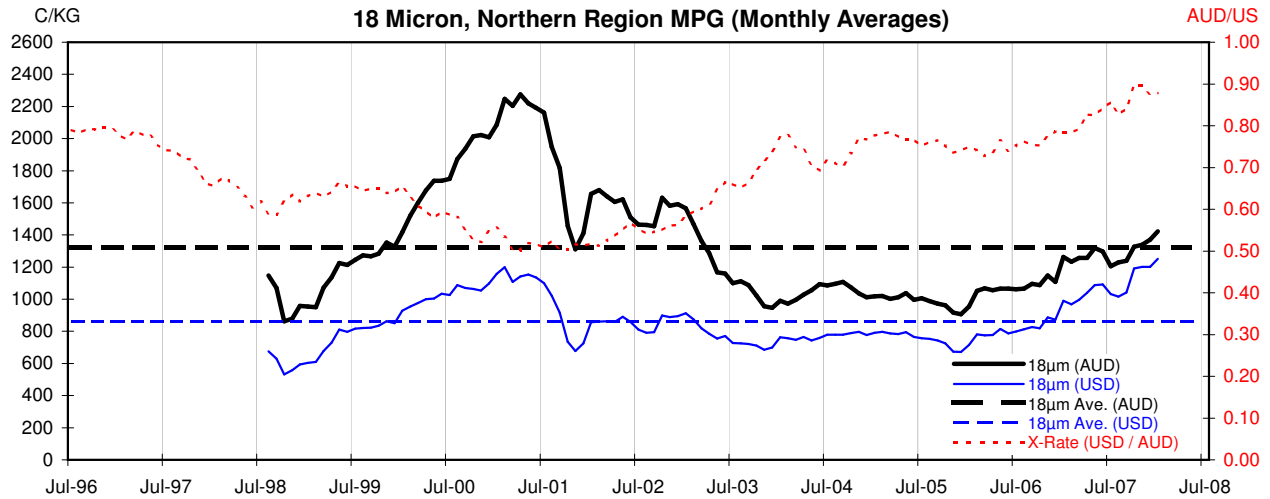 C/KG
18 Micron, Northern Region MPG (Monthly Averages)
AUD/US
2600
2400
2200
2000
1800
1600
1400
1200
1000
800
600
400
200
0
1.00
0.90
0.80
0.70
0.60
0.50
0.40
0.30
0.20
0.10
0.00
18µm (AUD)
18µm (USD)
18µm Ave. (AUD)
18µm Ave. (USD)
X-Rate (USD / AUD)
Jul-96 Jul-97 Jul-98 Jul-99 Jul-00 Jul-01 Jul-02 Jul-03 Jul-04 Jul-05 Jul-06 Jul-07 Jul-08